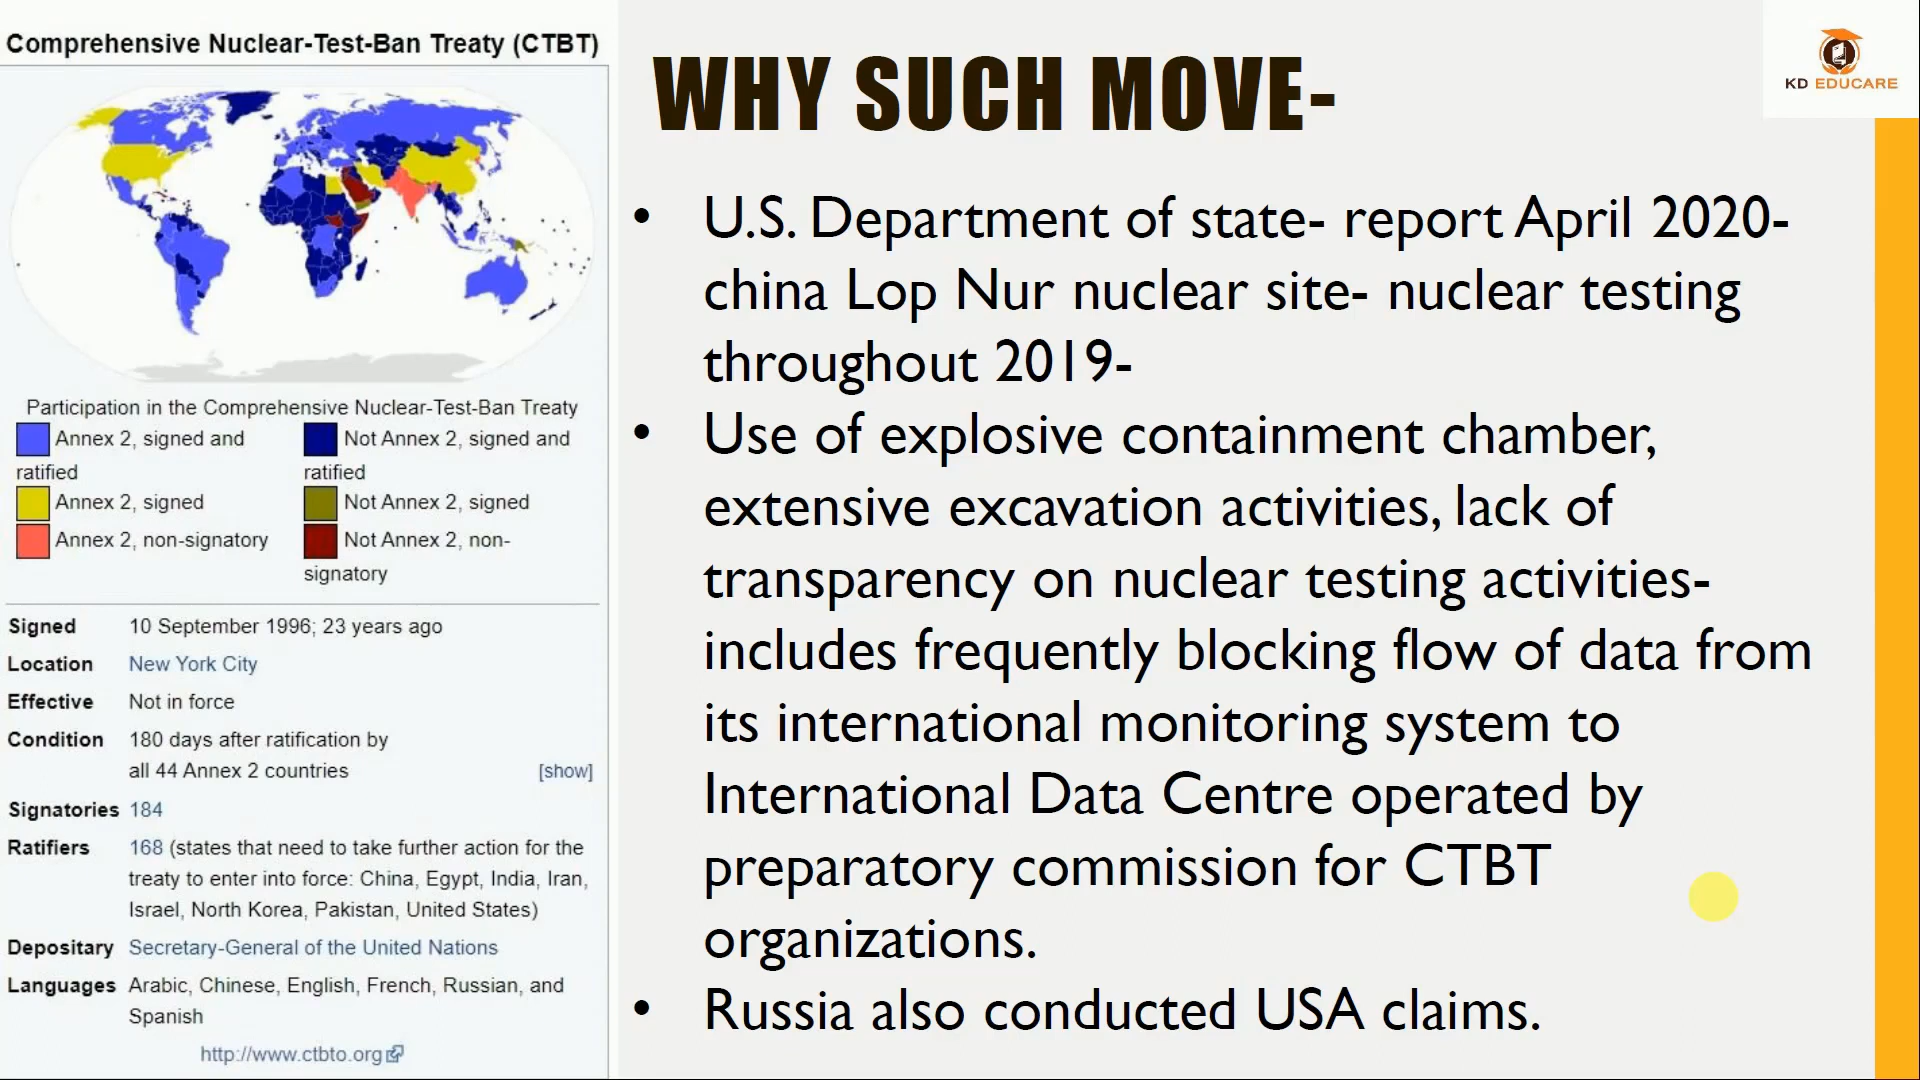 Comprehensive Nuclear-Test-Ban Treaty (CTBT)
Participation in the Comprehensive Nuclear-Test-Ban Treaty
Annex 2, signed and
ratified
Not Annex 2, signed and
ratified
Annex 2, signed
Not Annex 2, signed
Annex 2, non-signatory
Not Annex 2, non-
signatory
Signed 10 September 1996; 23 years ago
Location New York City
Effective Not in force
Condition 180 days after ratification by
all 44 Annex 2 countries [show]
Signatories 184
Ratifiers 168 (states that need to take further action for the
treaty to enter into force: China, Egypt, India, Iran,
Israel, North Korea, Pakistan, United States)
Depositary Secretary-General of the United Nations
Languages Arabic, Chinese, English, French, Russian, and
Spanish
http://www.ctbto.org
WHY SUCH MOVE-
KD EDUCARE
• U.S. Department of state- report April 2020-
china Lop Nur nuclear site- nuclear testing
throughout 2019-
• Use of explosive containment chamber,
extensive excavation activities, lack of
transparency on nuclear testing activities-
includes frequently blocking flow of data from
its international monitoring system to
International Data Centre operated by
preparatory commission for CTBT
organizations.
• Russia also conducted USA claims.